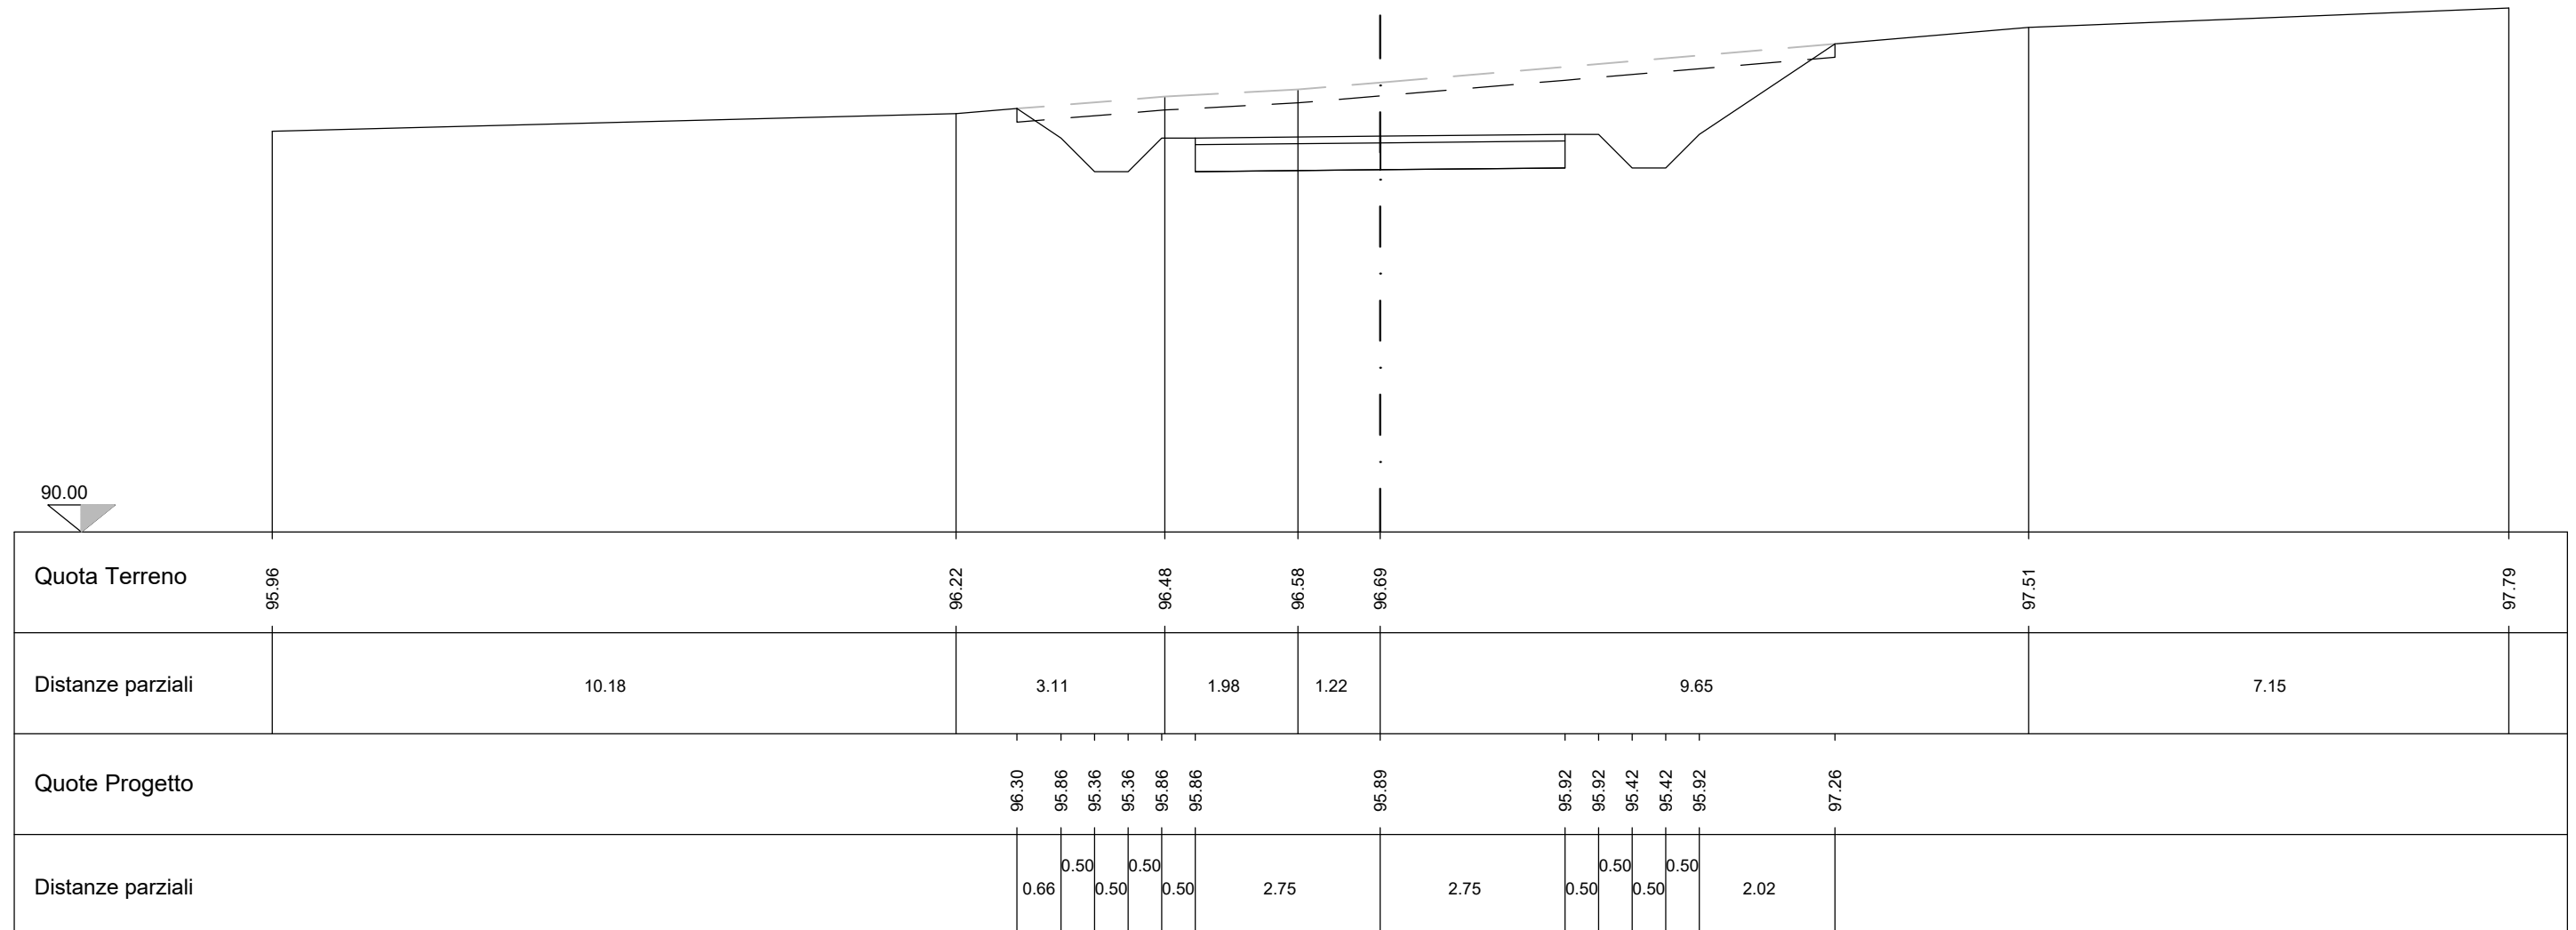 90.00
Quota Terreno
95.96 96.22 96.48 96.58 96.69 97.51 97.79
Distanze parziali
10.18 3.11 1.98 1.22 9.65 7.15
Quote Progetto
96.30 95.86 95.36 95.36 95.86 95.86 95.89 95.92 95.92 95.42 95.42 95.92 97.26
Distanze parziali
0.66 0.50 0.50 0.50 0.50 2.75 2.75 0.50 0.50 0.50 0.50 2.02